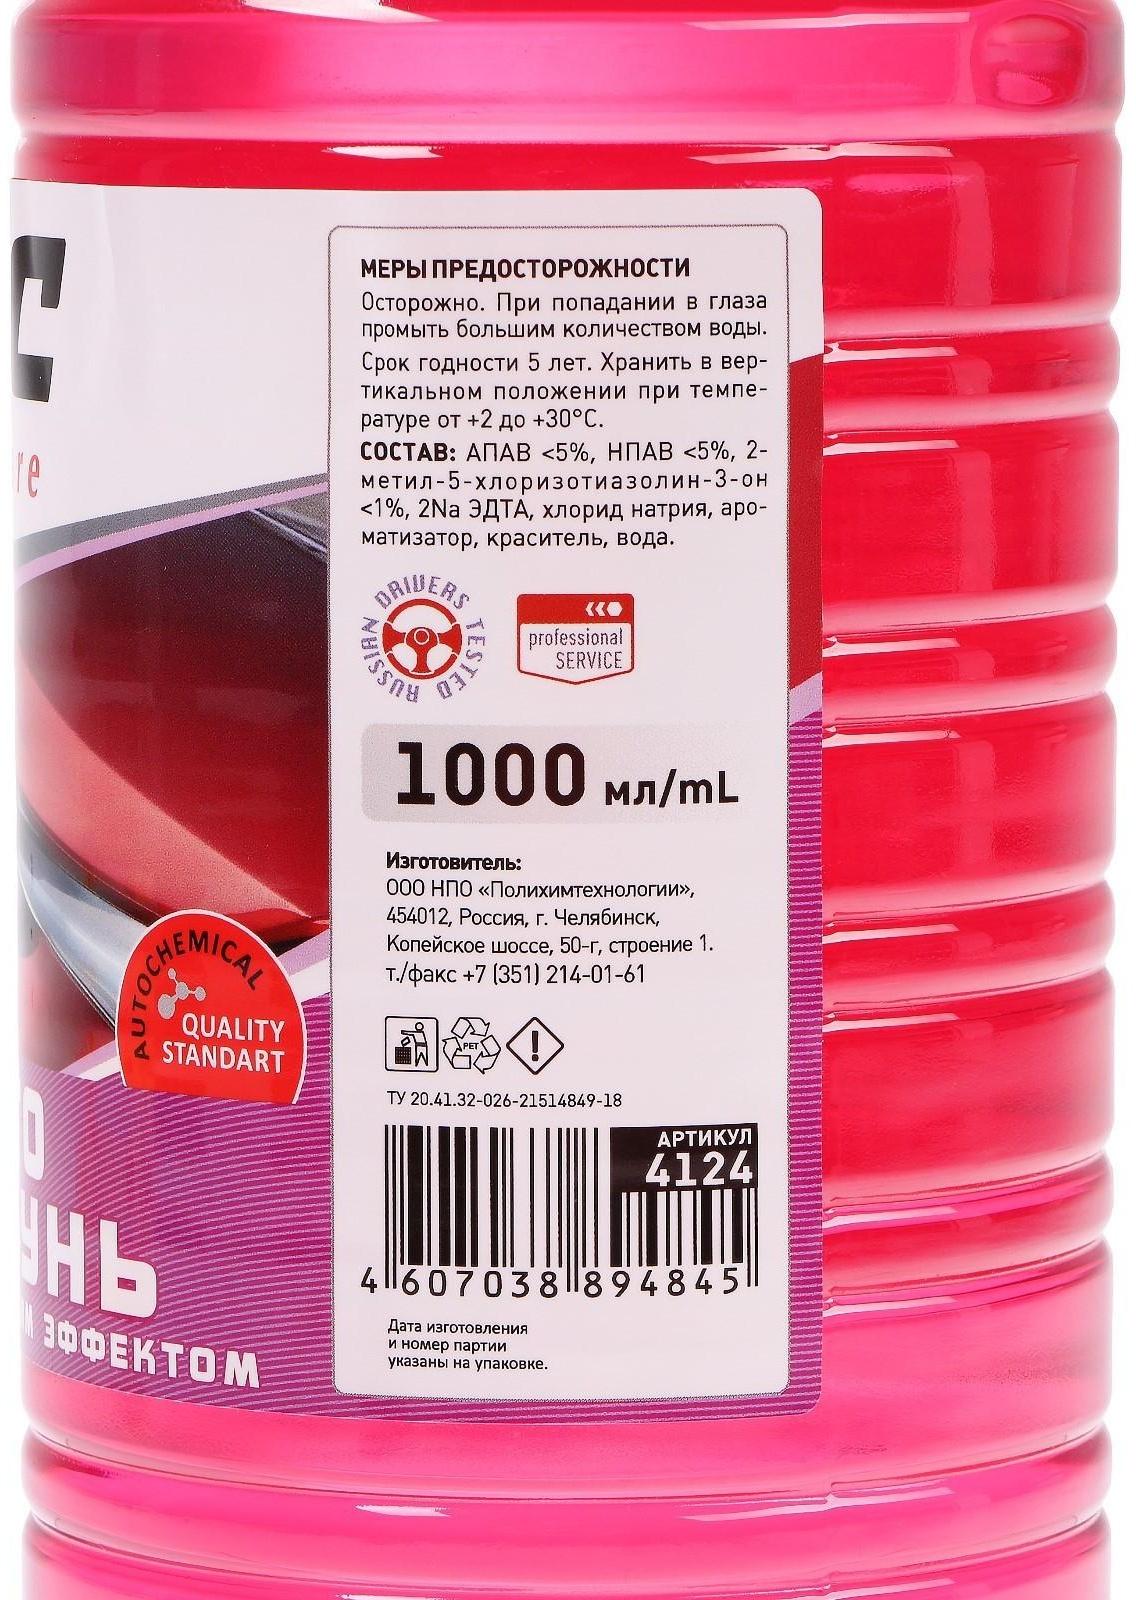 МЕРЫ ПРЕДОСТОРОЖНОСТИ
Осторожно. При попадании в глаза
промыть большим количеством воды.
Срок годности 5 лет. Хранить в вер-
тикальном положении при темпе-
ратуре от +2 до +30°С.
СОСТАВ: АПАВ <5%, НПАВ <5%, 2-
метил-5-хлоризотиазолин-3-он
<1%, 2Na ЭДТА, хлорид натрия, аро-
матизатор, краситель, вода.
RUSSIAN DRIVERS TESTED
professional
SERVICE
1000 мл/mL
Изготовитель:
ООО НПО «Полихимтехнологии»,
454012, Россия, г. Челябинск,
Копейское шоссе, 50-г, строение 1.
т./факс +7 (351) 214-01-61
PET
ТУ 20.41.32-026-21514849-18
АРТИКУЛ
4124
4 607038 894845
Дата изготовления
и номер партии
указаны на упаковке.
AUTOCHEMICAL
QUALITY
STANDART
ЭФФЕКТОМ